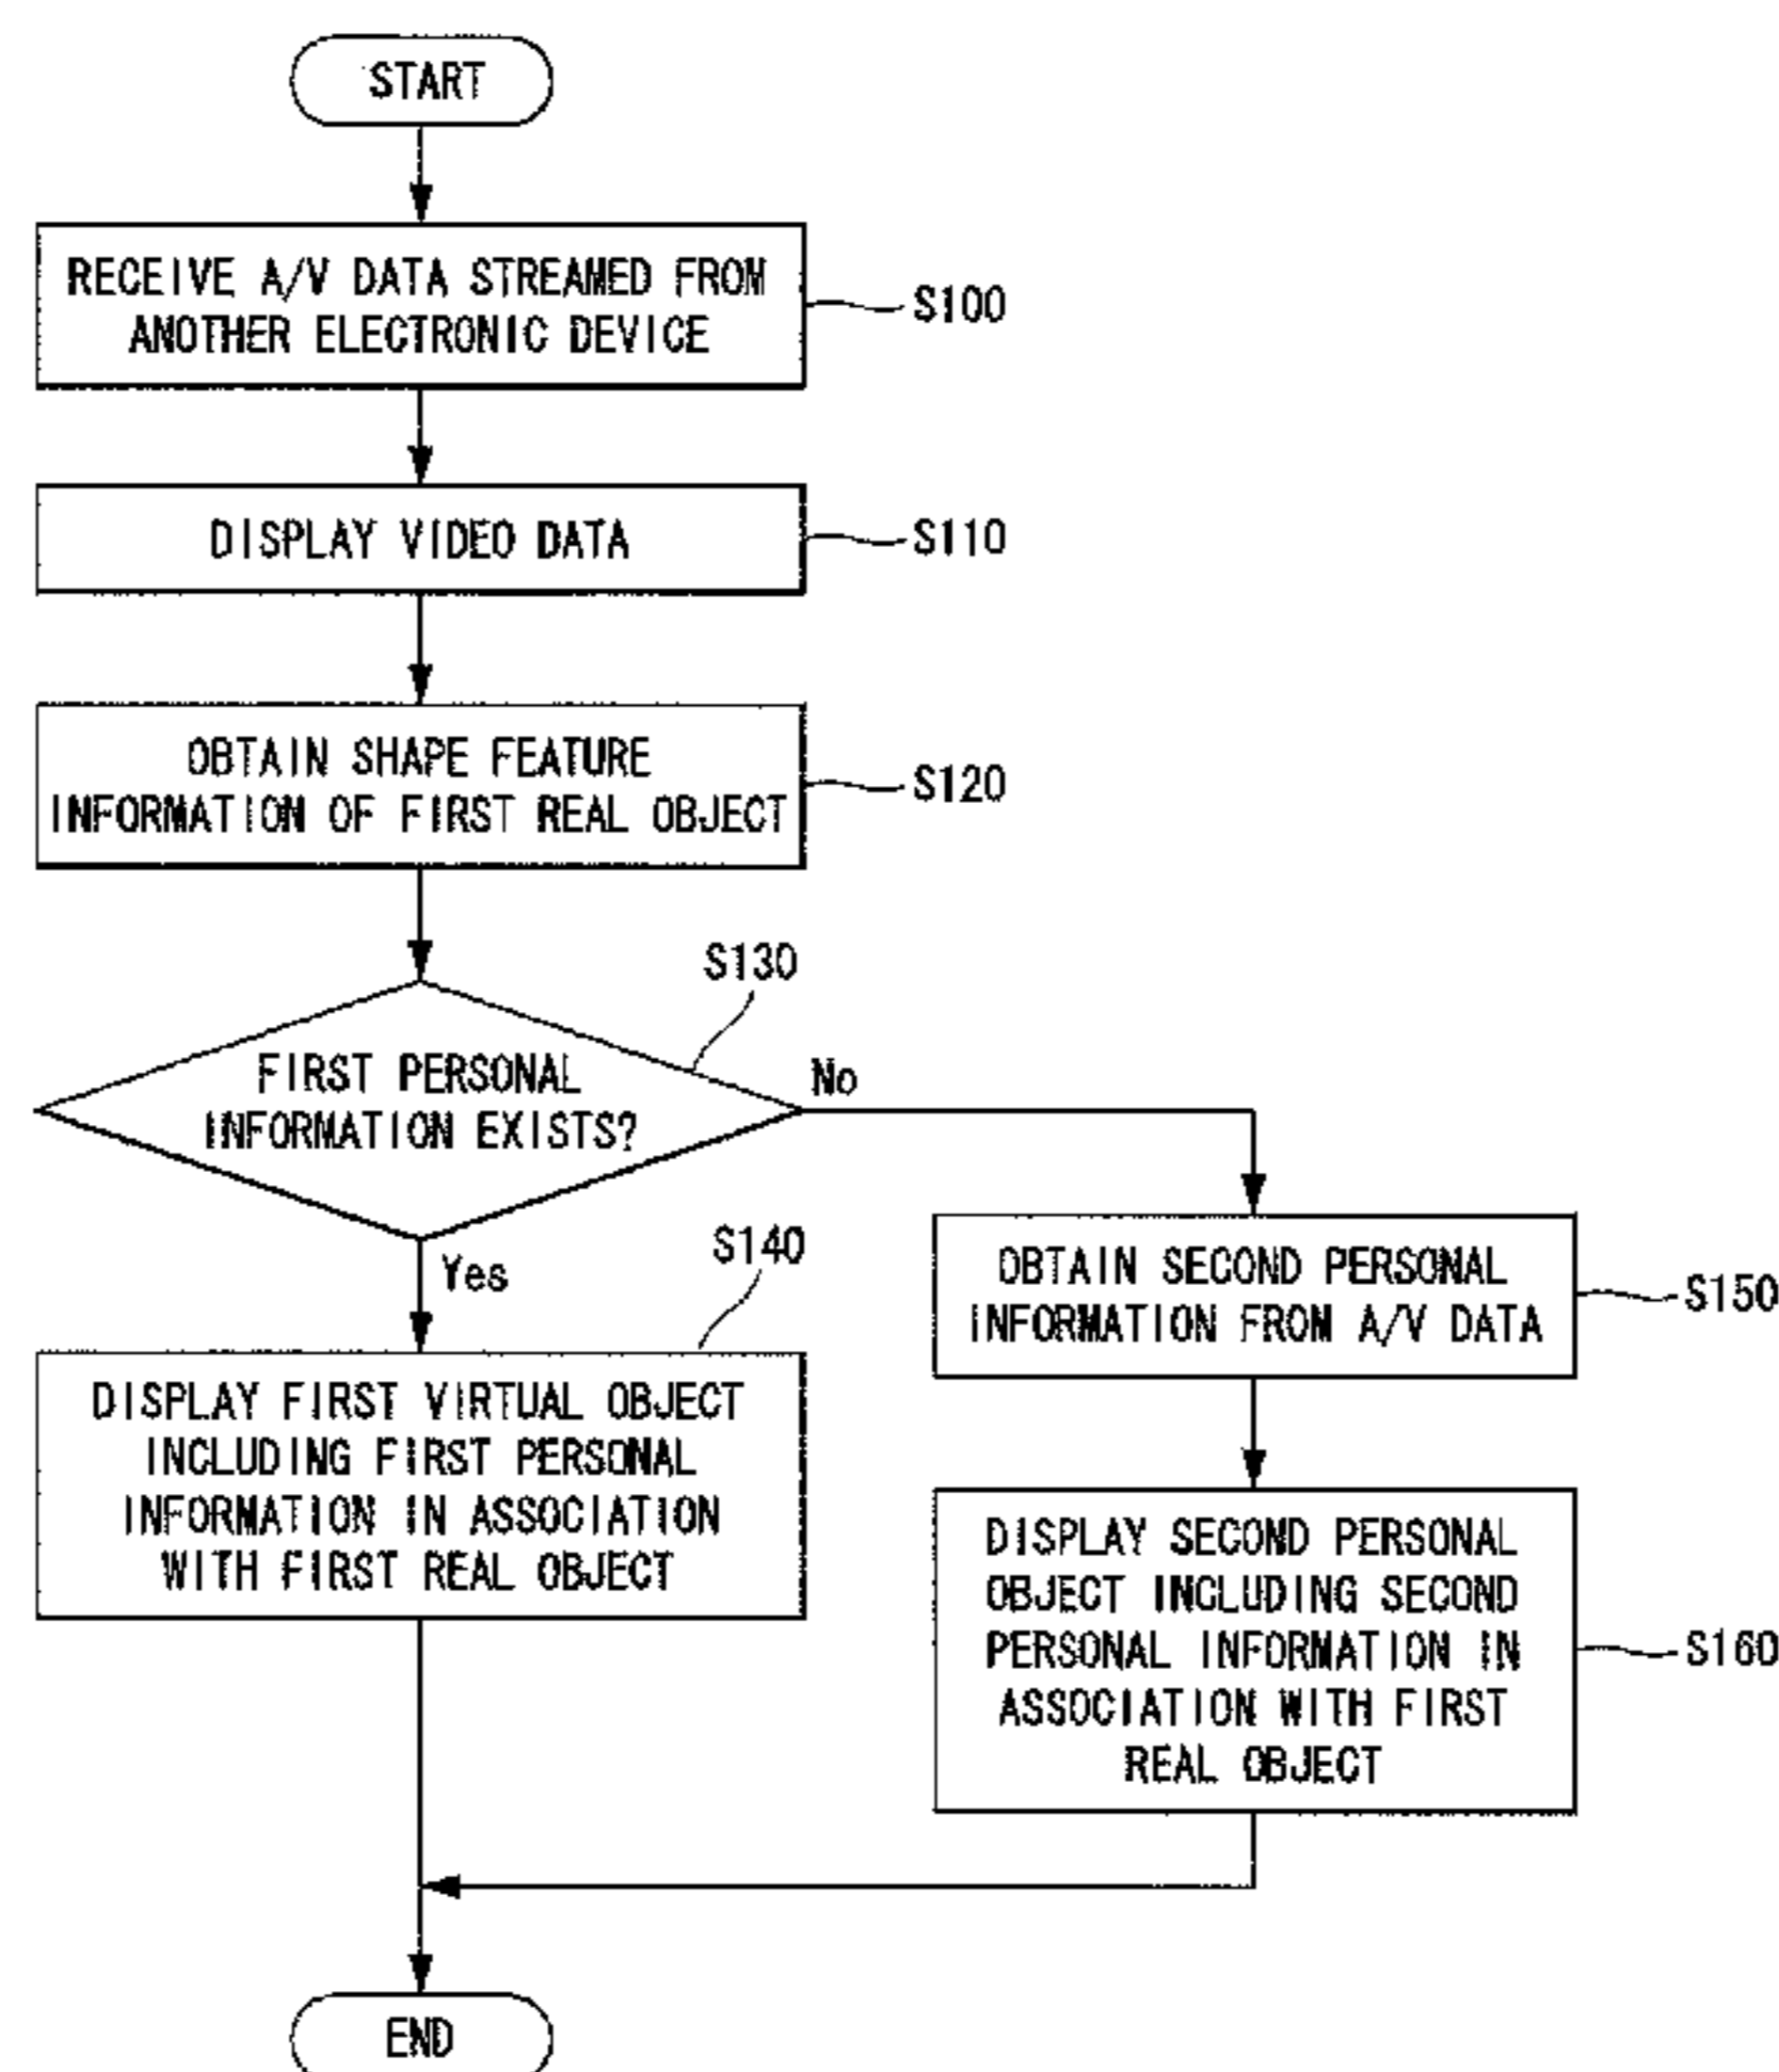 START
RECEIVE A/V DATA STREAMED FROM
ANOTHER ELECTRONIC DEVICE
S100
DISPLAY VIDEO DATA
S110
OBTAIN SHAPE FEATURE
INFORMATION OF FIRST REAL OBJECT
S120
S130
FIRST PERSONAL
INFORMATION EXISTS?
No
Yes
S140
DISPLAY FIRST VIRTUAL OBJECT
INCLUDING FIRST PERSONAL
INFORMATION IN ASSOCIATION
WITH FIRST REAL OBJECT
OBTAIN SECOND PERSONAL
INFORMATION FROM A/V DATA
S150
DISPLAY SECOND PERSONAL
OBJECT INCLUDING SECOND
PERSONAL INFORMATION IN
ASSOCIATION WITH FIRST
REAL OBJECT
S160
END